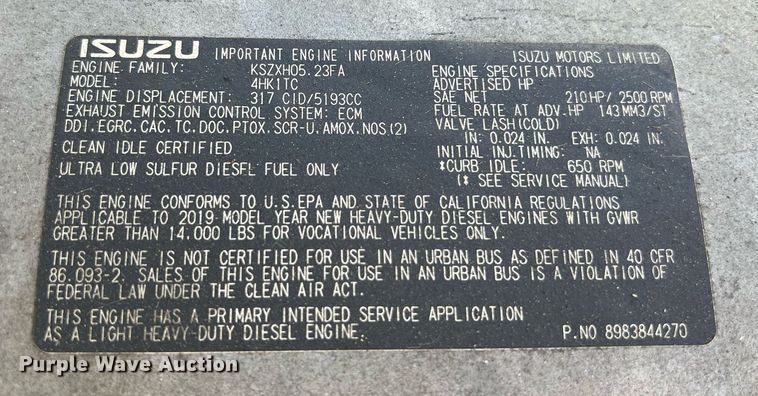 ISUZU IMPORTANT ENGINE INFORMATION ISUZU MOTORS LIMITED
ENGINE FAMILY: KSZXH05.23FA
MODEL: 4HK1TC
ENGINE DISPLACEMENT: 317 CID/5193CC
EXHAUST EMISSION CONTROL SYSTEM: ECM
DDI.EGRC.CAC.TC.DOC.PTOX.SCR-U.AMOX.NOS(2)
CLEAN IDLE CERTIFIED
ULTRA LOW SULFUR DIESEL FUEL ONLY
ENGINE SPECIFICATIONS
ADVERTISED HP
SAE NET 210HP/2500RPM
FUEL RATE AT ADV.HP 143MM3/ST
VALVE LASH(COLD)
IN: 0.024 IN. EXH: 0.024 IN.
INITIAL INJ.TIMING: NA
*CURB IDLE: 650 RPM
(* SEE SERVICE MANUAL)
THIS ENGINE CONFORMS TO U.S.EPA AND STATE OF CALIFORNIA REGULATIONS
APPLICABLE TO 2019 MODEL YEAR NEW HEAVY-DUTY DIESEL ENGINES WITH GVWR
GREATER THAN 14,000 LBS FOR VOCATIONAL VEHICLES ONLY.
THIS ENGINE IS NOT CERTIFIED FOR USE IN AN URBAN BUS AS DEFINED IN 40 CFR
86.093-2. SALES OF THIS ENGINE FOR USE IN AN URBAN BUS IS A VIOLATION OF
FEDERAL LAW UNDER THE CLEAN AIR ACT.
THIS ENGINE HAS A PRIMARY INTENDED SERVICE APPLICATION
AS A LIGHT HEAVY-DUTY DIESEL ENGINE.
P.NO 8983844270
Purple Wave Auction